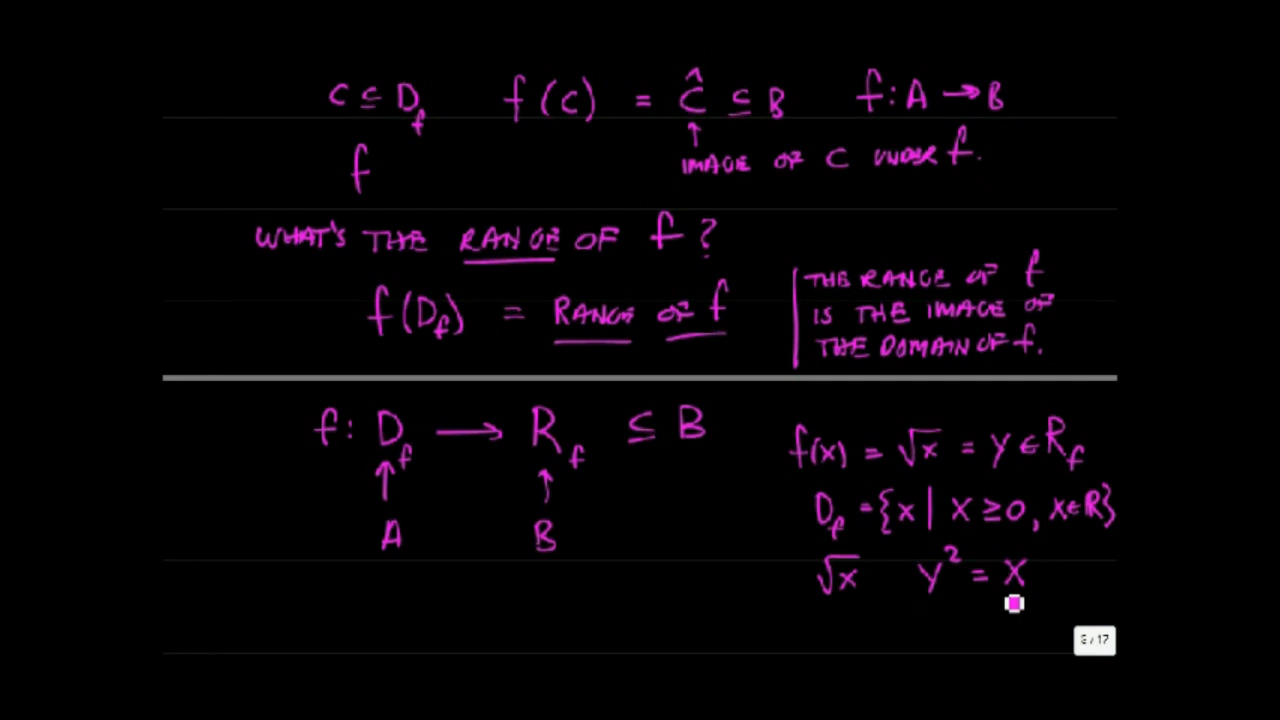 C ⊆ D_f f(C) = Ĉ ⊆ B f: A → B
↑
f IMAGE OF C UNDER f.
WHAT'S THE RANGE OF f?
f(D_f) = RANGE OF f
THE RANGE OF f
IS THE IMAGE OF
THE DOMAIN OF f.
f: D_f → R_f ⊆ B
↑ ↑
A B
f(x) = √x = y ∈ R_f
D_f = {x | x ≥ 0, x ∈ R}
√x y² = x